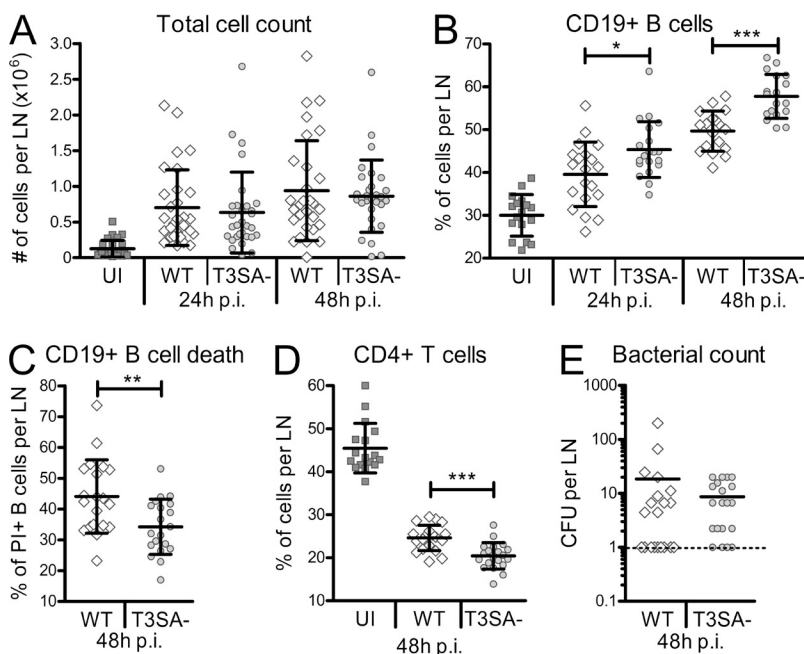 A Total cell count
# of cells per LN (x10⁶)
3.0
2.5
2.0
1.5
1.0
0.5
0
UI WT T3SA- WT T3SA-
24h p.i. 48h p.i.
B CD19+ B cells
% of cells per LN
70
60
50
40
30
20
* ***
UI WT T3SA- WT T3SA-
24h p.i. 48h p.i.
C CD19+ B cell death
% of PI+ B cells per LN
80
70
60
50
40
30
20
10
**
WT T3SA-
48h p.i.
D CD4+ T cells
% of cells per LN
60
50
40
30
20
10
***
UI WT T3SA-
48h p.i.
E Bacterial count
CFU per LN
1000
100
10
1
0.1
WT T3SA-
48h p.i.